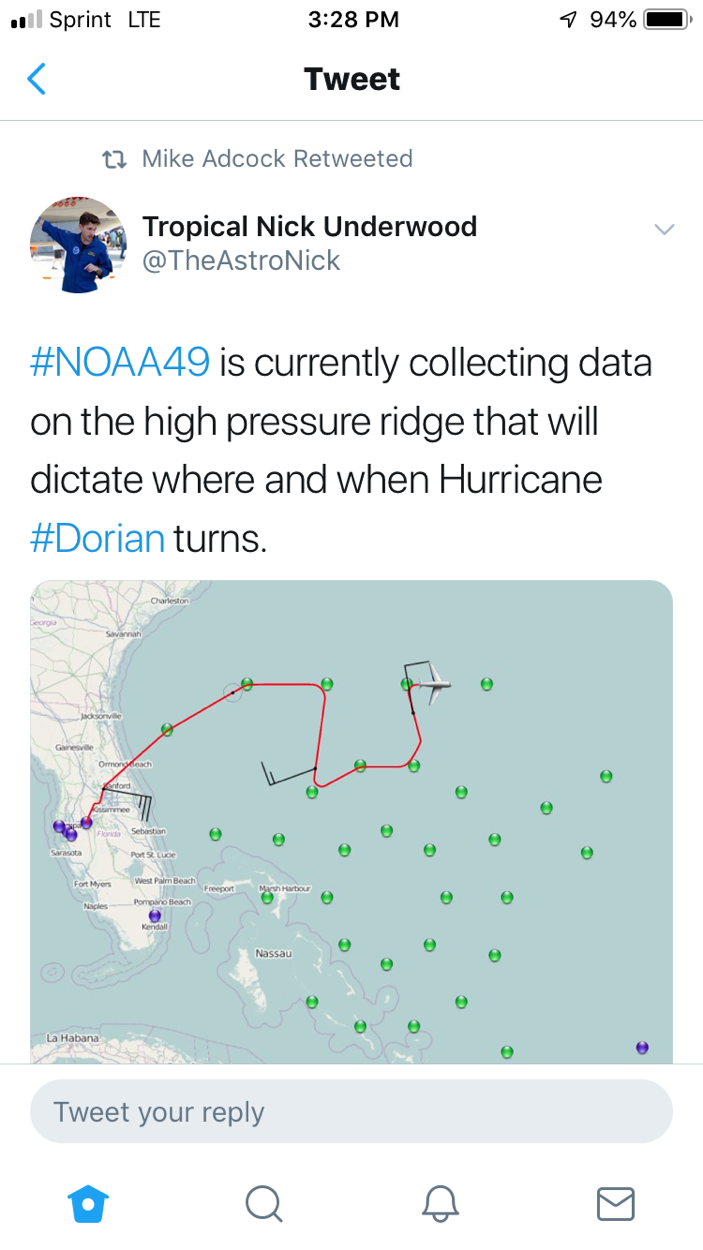 Sprint LTE 3:28 PM 94%
Tweet
Mike Adcock Retweeted
Tropical Nick Underwood
@TheAstroNick
#NOAA49 is currently collecting data
on the high pressure ridge that will
dictate where and when Hurricane
#Dorian turns.
Charleston
Georgia
Savannah
Jacksonville
Gainesville
Ormond Beach
Kissimmee
Florida
Sebastian
Sarasota
Port St. Lucie
Fort Myers
West Palm Beach
Freeport
Marsh Harbour
Naples
Pompano Beach
Kendall
Nassau
La Habana
Tweet your reply